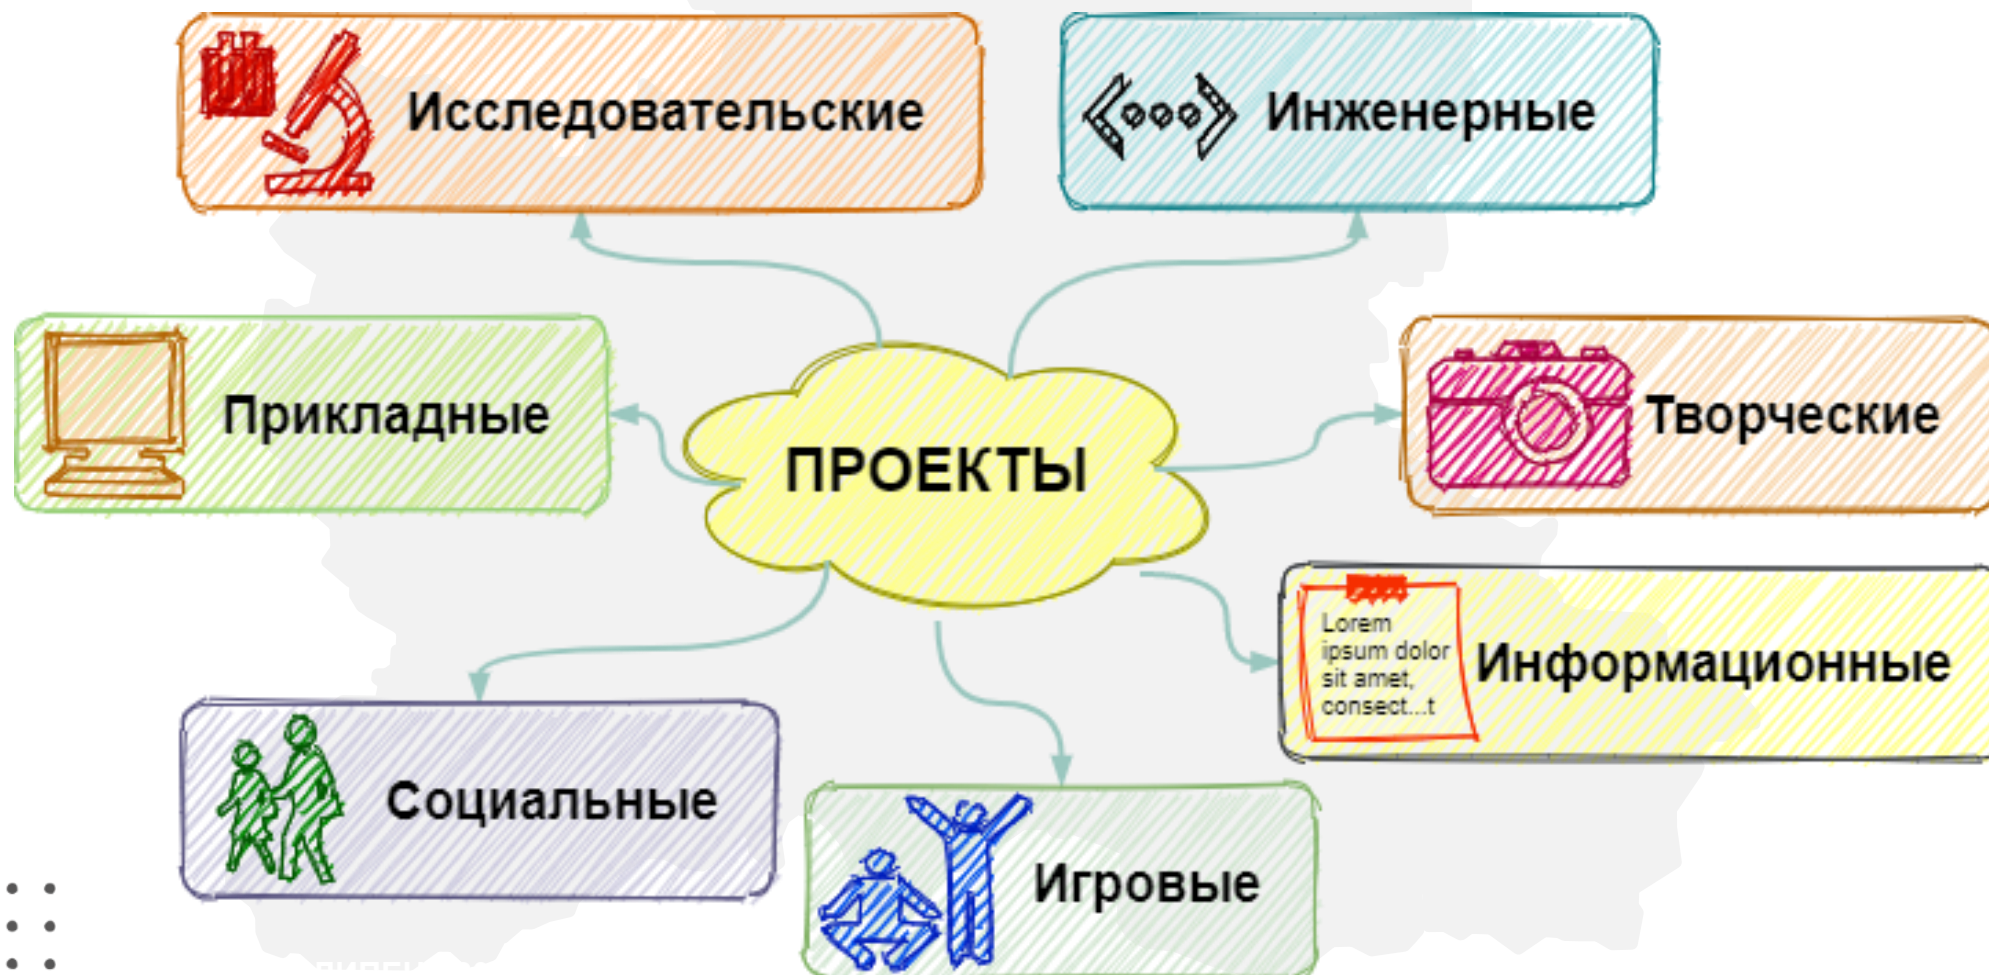 Исследовательские
Инженерные
Прикладные
ПРОЕКТЫ
Творческие
Lorem
ipsum dolor
sit amet,
consect...t
Информационные
Социальные
Игровые